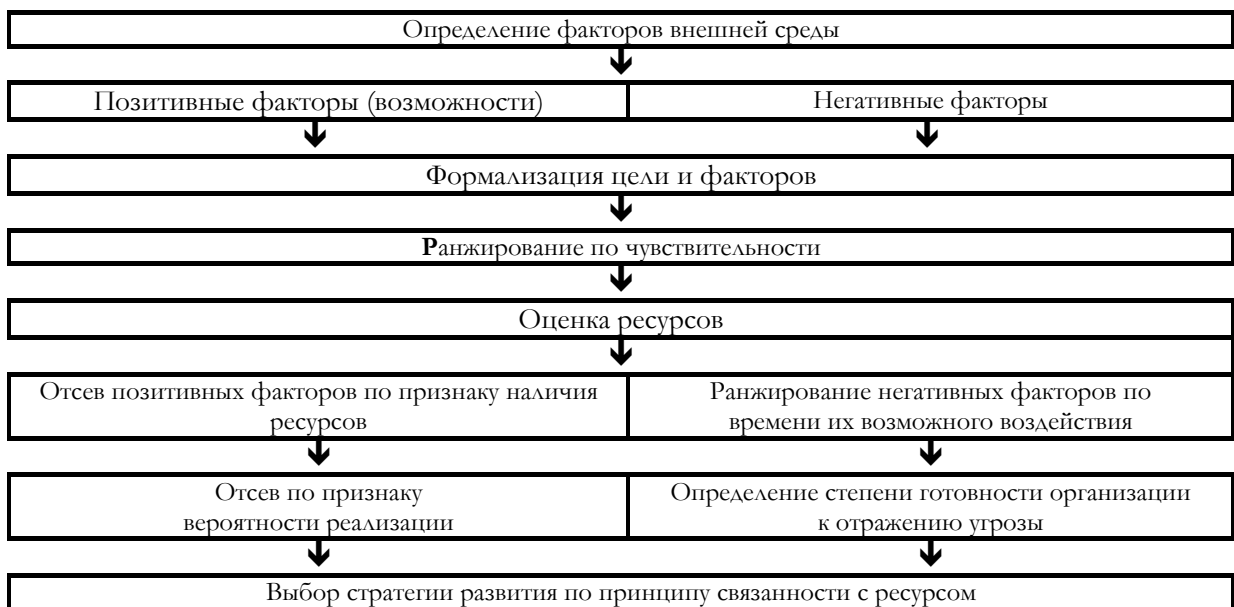 Определение факторов внешней среды
Позитивные факторы (возможности)
Негативные факторы
Формализация цели и факторов
Ранжирование по чувствительности
Оценка ресурсов
Отсев позитивных факторов по признаку наличия
ресурсов
Ранжирование негативных факторов по
времени их возможного воздействия
Отсев по признаку
вероятности реализации
Определение степени готовности организации
к отражению угрозы
Выбор стратегии развития по принципу связанности с ресурсом